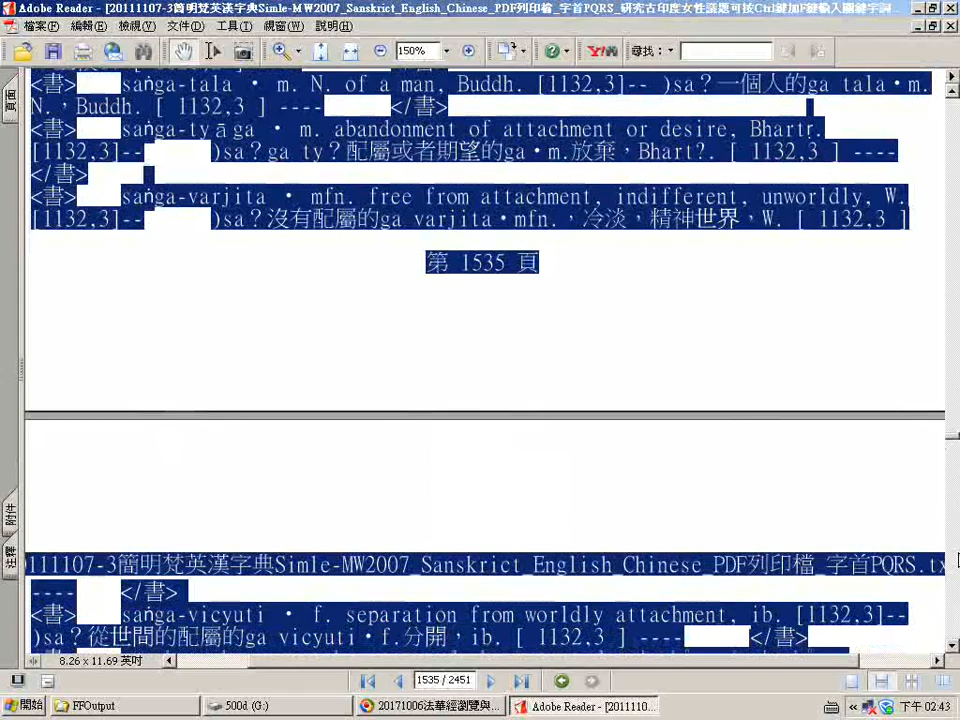 Adobe Reader - [20111107-3簡明梵英漢字典Simle-MW2007_Sanskrict_English_Chinese_PDF列印檔_字首PQRS_研究古印度女性議題可按Ctrl鍵加F鍵輸入關鍵字詞...
檔案(F) 編輯(E) 檢視(V) 文件(D) 工具(T) 視窗(W) 說明(H)
150% 尋找:
頁面
<書> saṅga-tala • m. N. of a man, Buddh. [1132,3]-- )sa？一個人的ga tala•m.
N.，Buddh. [ 1132,3 ] ---- </書>
<書> saṅga-tyāga • m. abandonment of attachment or desire, Bhartṛ.
[1132,3]-- )sa？ga ty？配屬或者期望的ga•m.放棄，Bhart?. [ 1132,3 ] ----
</書>
<書> saṅga-varjita • mfn. free from attachment, indifferent, unworldly, W.
[1132,3]-- )sa？沒有配屬的ga varjita•mfn.，冷淡，精神世界，W. [ 1132,3 ]
第 1535 頁
附件
注釋
111107-3簡明梵英漢字典Simle-MW2007_Sanskrict_English_Chinese_PDF列印檔_字首PQRS.tx
---- </書>
<書> saṅga-vicyuti • f. separation from worldly attachment, ib. [1132,3]--
)sa？從世間的配屬的ga vicyuti•f.分開，ib. [ 1132,3 ] ---- </書>
8.26 x 11.69 英吋
1535 / 2451
開始 FFOutput 500d (G:) 20171006法華經瀏覽與... Adobe Reader - [2011110... 下午 02:43